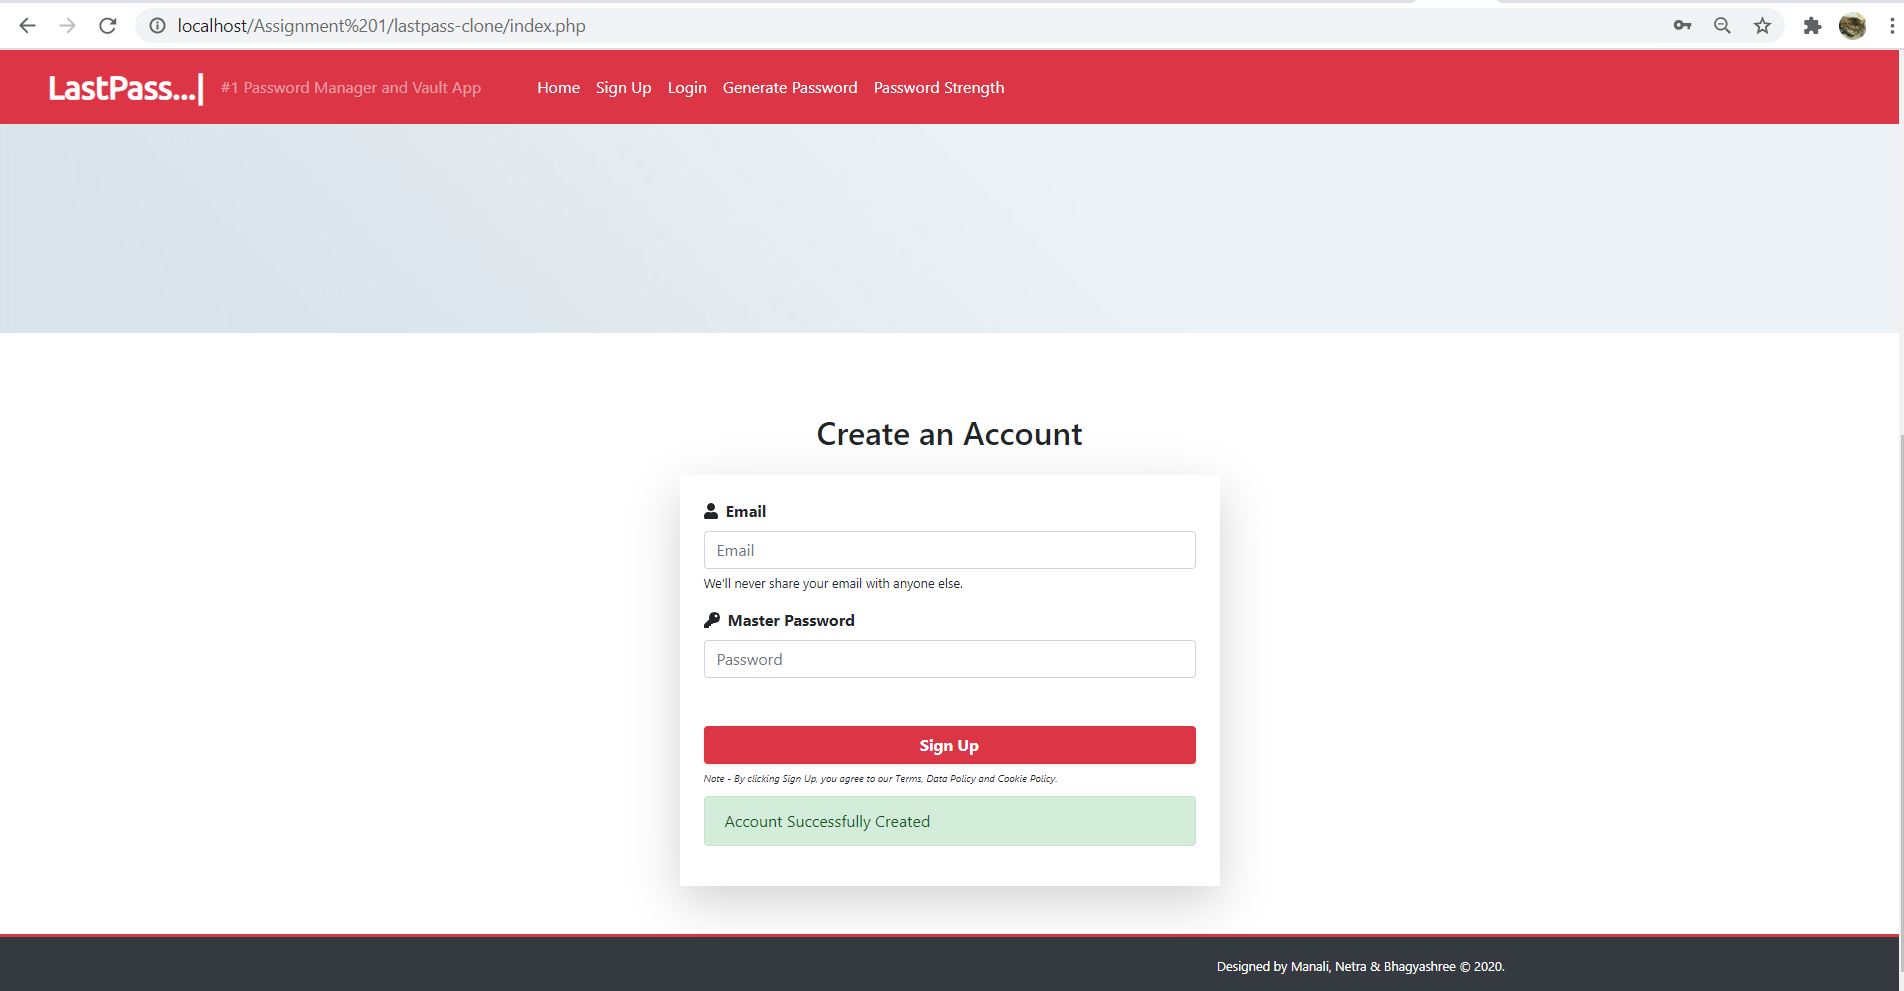 localhost/Assignment%201/lastpass-clone/index.php
LastPass...| #1 Password Manager and Vault App Home Sign Up Login Generate Password Password Strength
Create an Account
Email
Email
We'll never share your email with anyone else.
Master Password
Password
Sign Up
Note - By clicking Sign Up, you agree to our Terms, Data Policy and Cookie Policy.
Account Successfully Created
Designed by Manali, Netra & Bhagyashree © 2020.